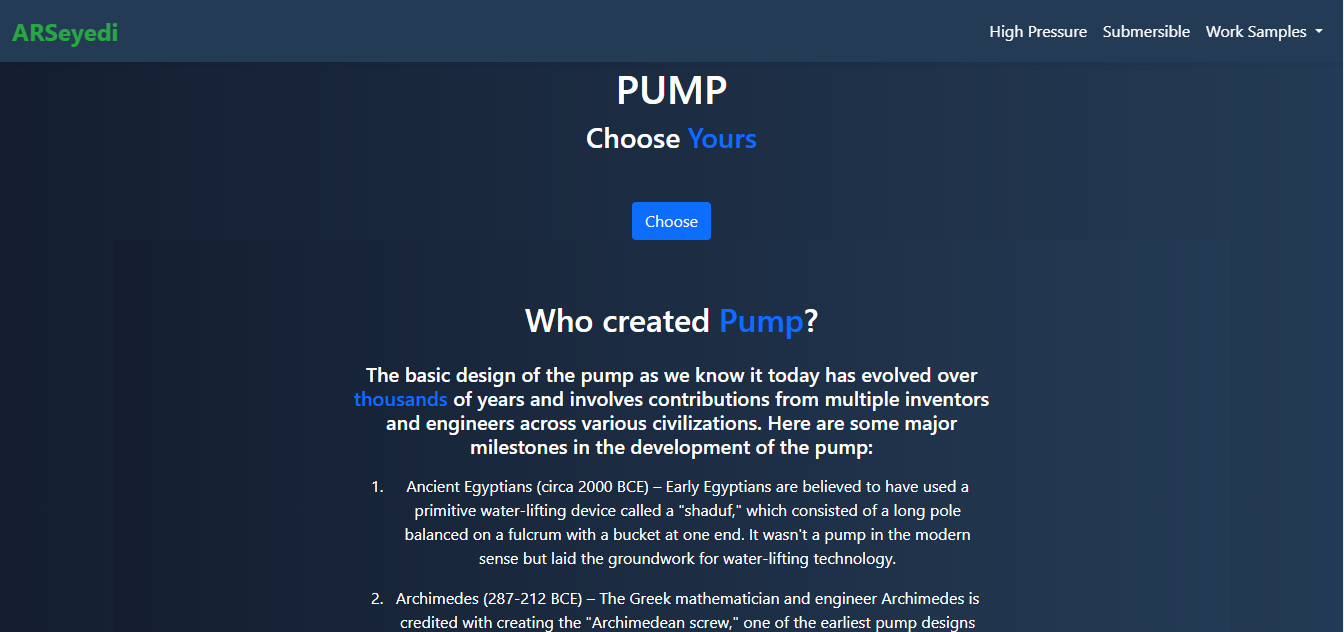 ARSeyedi
High Pressure
Submersible
Work Samples
PUMP
Choose Yours
Choose
Who created Pump?
The basic design of the pump as we know it today has evolved over
thousands of years and involves contributions from multiple inventors
and engineers across various civilizations. Here are some major
milestones in the development of the pump:
1. Ancient Egyptians (circa 2000 BCE) – Early Egyptians are believed to have used a
primitive water-lifting device called a "shaduf," which consisted of a long pole
balanced on a fulcrum with a bucket at one end. It wasn't a pump in the modern
sense but laid the groundwork for water-lifting technology.
2. Archimedes (287-212 BCE) – The Greek mathematician and engineer Archimedes is
credited with creating the "Archimedean screw," one of the earliest pump designs